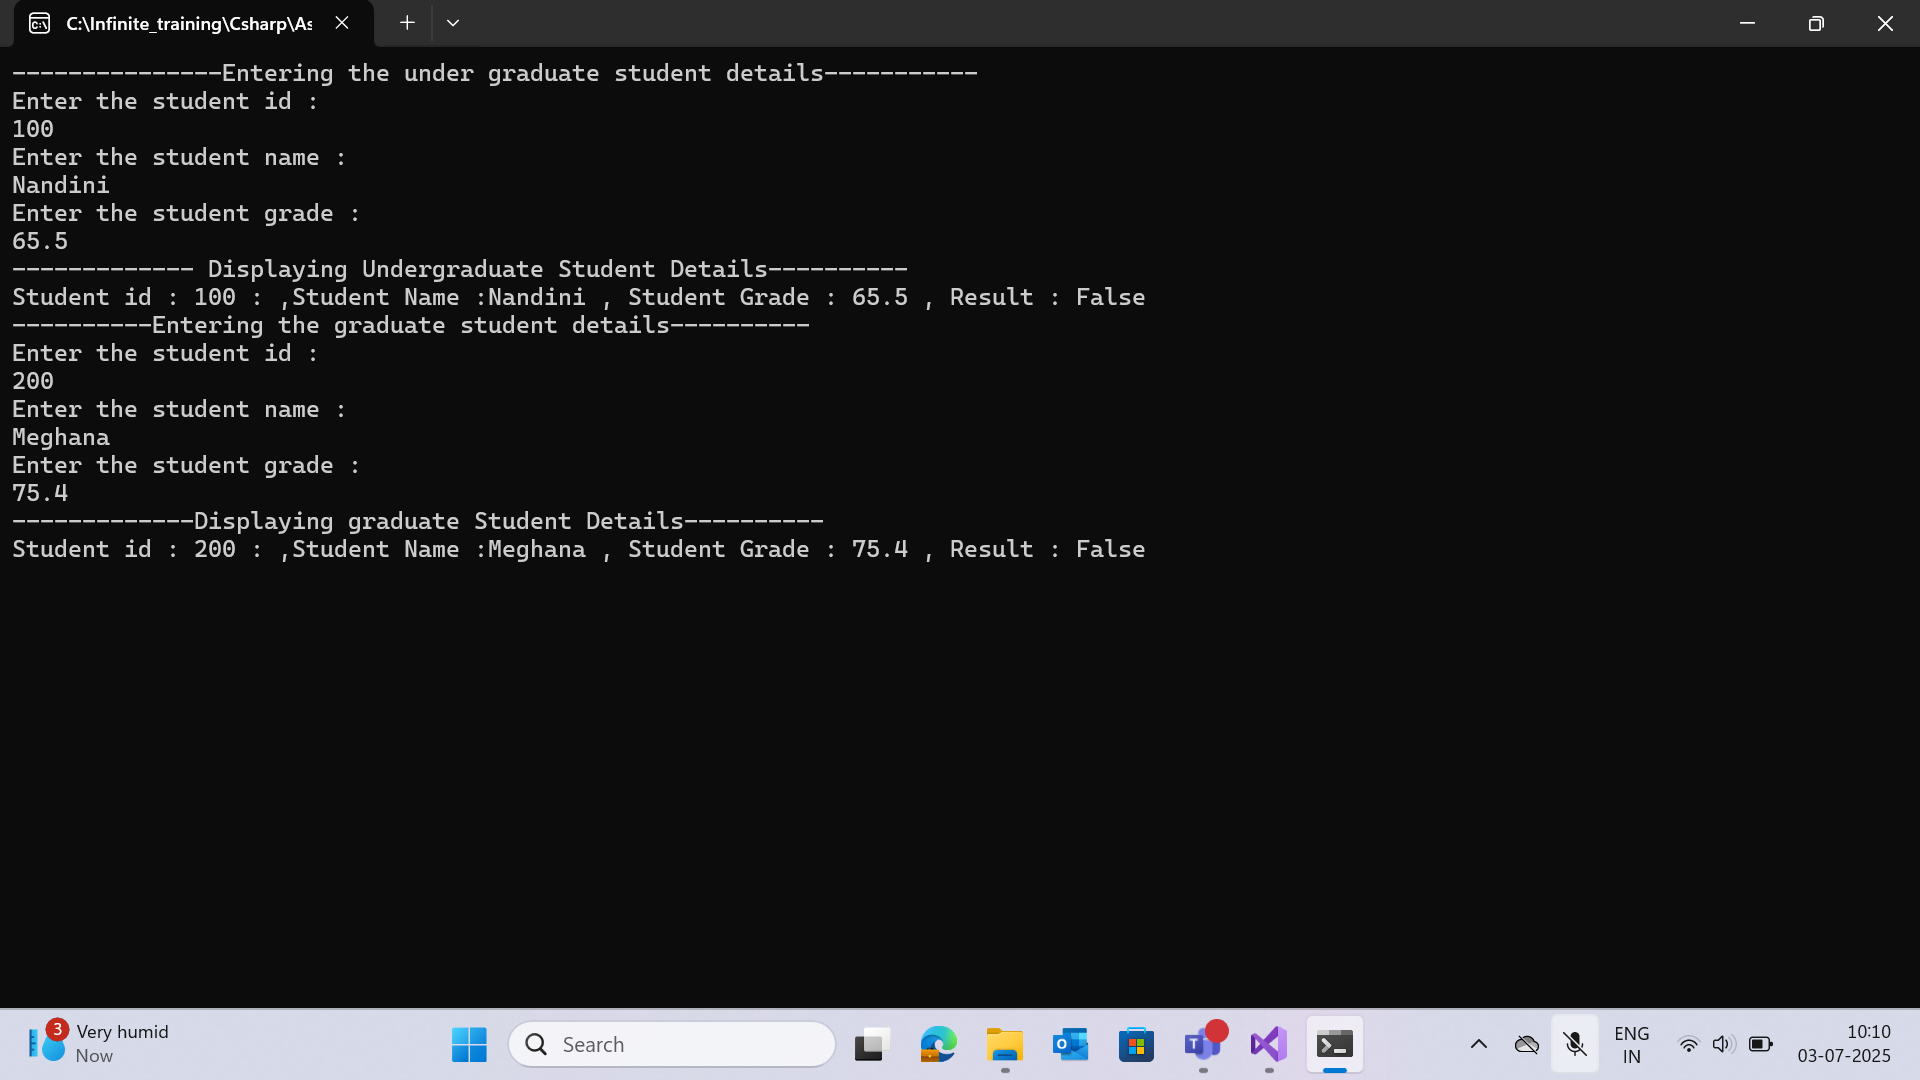 C:\Infinite_training\Csharp\As
---------------Entering the under graduate student details-----------
Enter the student id :
100
Enter the student name :
Nandini
Enter the student grade :
65.5
------------- Displaying Undergraduate Student Details----------
Student id : 100 : ,Student Name :Nandini , Student Grade : 65.5 , Result : False
----------Entering the graduate student details----------
Enter the student id :
200
Enter the student name :
Meghana
Enter the student grade :
75.4
-------------Displaying graduate Student Details----------
Student id : 200 : ,Student Name :Meghana , Student Grade : 75.4 , Result : False
3
Very humid
Now
Search
ENG
IN
10:10
03-07-2025